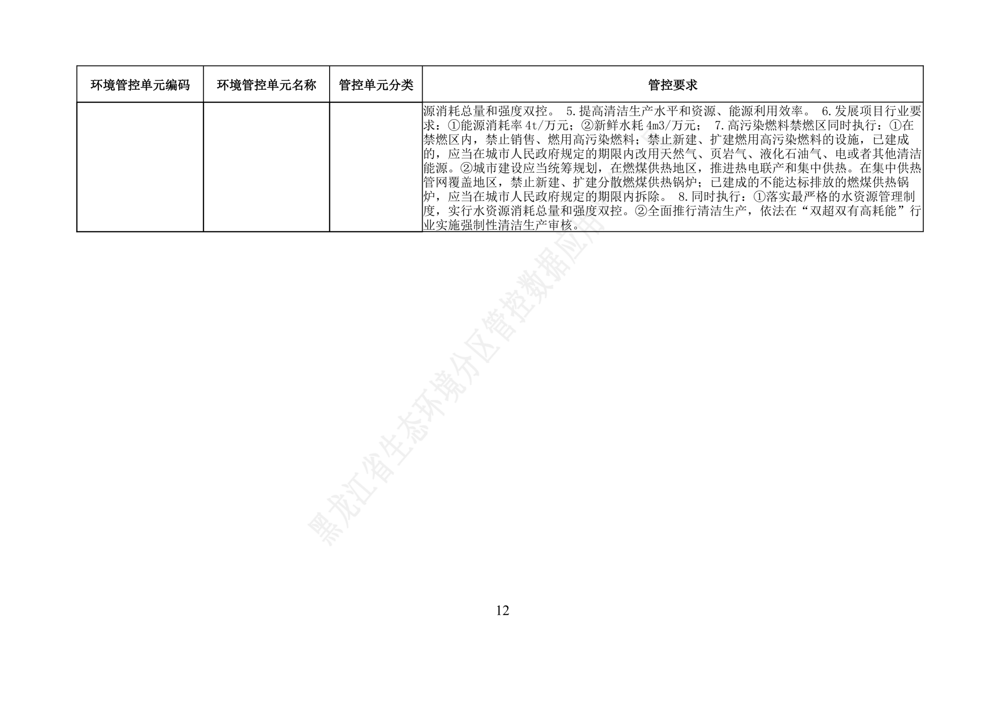 环境管控单元编码 环境管控单元名称 管控单元分类 管控要求
源消耗总量和强度双控。 5.提高清洁生产水平和资源、能源利用效率。 6.发展项目行业要
求：①能源消耗率 4t/万元；②新鲜水耗 4m3/万元； 7.高污染燃料禁燃区同时执行：①在
禁燃区内，禁止销售、燃用高污染燃料；禁止新建、扩建燃用高污染燃料的设施，已建成
的，应当在城市人民政府规定的期限内改用天然气、页岩气、液化石油气、电或者其他清洁
能源。②城市建设应当统筹规划，在燃煤供热地区，推进热电联产和集中供热。在集中供热
管网覆盖地区，禁止新建、扩建分散燃煤供热锅炉；已建成的不能达标排放的燃煤供热锅
炉，应当在城市人民政府规定的期限内拆除。 8.同时执行：①落实最严格的水资源管理制
度，实行水资源消耗总量和强度双控。②全面推行清洁生产，依法在“双超双有高耗能”行
业实施强制性清洁生产审核。
黑龙江省生态环境分区管控数据应用
12